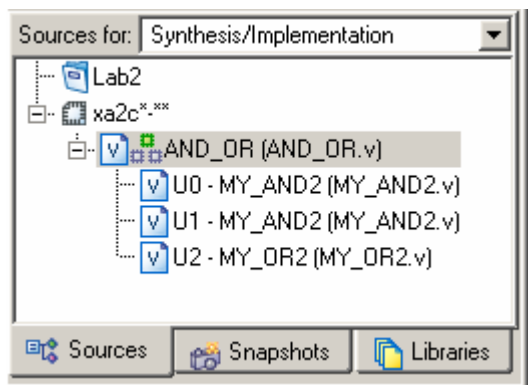 Sources for: Synthesis/Implementation
Lab2
xa2c*-**
AND_OR (AND_OR.v)
U0 - MY_AND2 (MY_AND2.v)
U1 - MY_AND2 (MY_AND2.v)
U2 - MY_OR2 (MY_OR2.v)
Sources Snapshots Libraries